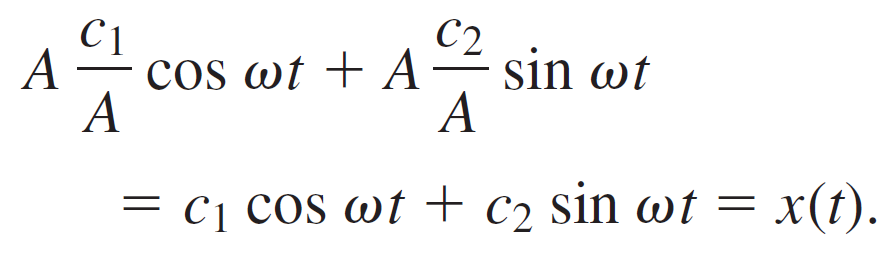 A c₁/A cos ωt + A c₂/A sin ωt
= c₁ cos ωt + c₂ sin ωt = x(t).